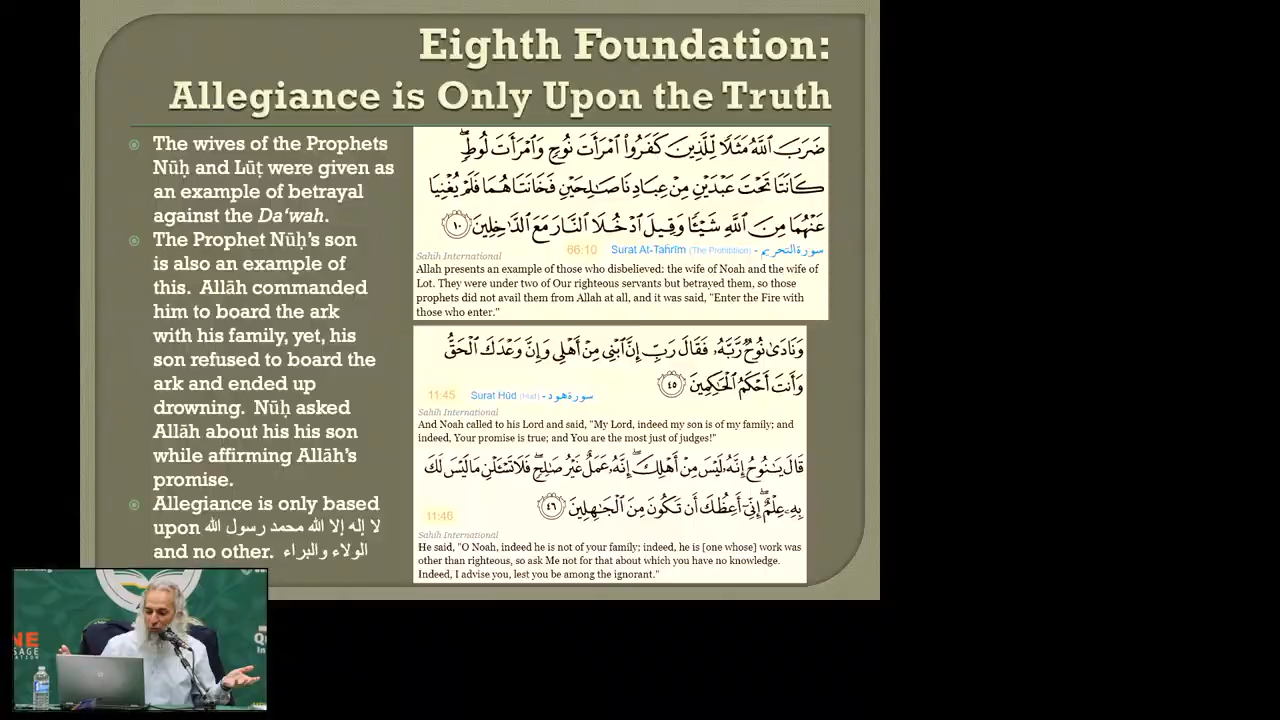 Eighth Foundation:
Allegiance is Only Upon the Truth
The wives of the Prophets
Nūḥ and Lūṭ were given as
an example of betrayal
against the Da‘wah.
The Prophet Nūḥ’s son
is also an example of
this. Allāh commanded
him to board the ark
with his family, yet, his
son refused to board the
ark and ended up
drowning. Nūḥ asked
Allāh about his his son
while affirming Allāh’s
promise.
Allegiance is only based
upon لا إله إلا الله محمد رسول الله
and no other. الولاء والبراء
ضَرَبَ ٱللَّهُ مَثَلًا لِّلَّذِينَ كَفَرُوا۟ ٱمْرَأَتَ نُوحٍ وَٱمْرَأَتَ لُوطٍ ۖ
كَانَتَا تَحْتَ عَبْدَيْنِ مِنْ عِبَادِنَا صَـٰلِحَيْنِ فَخَانَتَاهُمَا فَلَمْ يُغْنِيَا
عَنْهُمَا مِنَ ٱللَّهِ شَيْـًٔا وَقِيلَ ٱدْخُلَا ٱلنَّارَ مَعَ ٱلدَّٰخِلِينَ ١٠
66:10 Surat At-Taĥrīm (The Prohibition) - سورة التحريم
Sahih International
Allah presents an example of those who disbelieved: the wife of Noah and the wife of
Lot. They were under two of Our righteous servants but betrayed them, so those
prophets did not avail them from Allah at all, and it was said, "Enter the Fire with
those who enter."
وَنَادَىٰ نُوحٌ رَّبَّهُۥ فَقَالَ رَبِّ إِنَّ ٱبْنِى مِنْ أَهْلِى وَإِنَّ وَعْدَكَ ٱلْحَقُّ
وَأَنتَ أَحْكَمُ ٱلْحَـٰكِمِينَ ٤٥
11:45 Surat Hūd (Hud) - سورة هود
Sahih International
And Noah called to his Lord and said, "My Lord, indeed my son is of my family; and
indeed, Your promise is true; and You are the most just of judges!"
قَالَ يَـٰنُوحُ إِنَّهُۥ لَيْسَ مِنْ أَهْلِكَ ۖ إِنَّهُۥ عَمَلٌ غَيْرُ صَـٰلِحٍ ۖ فَلَا تَسْـَٔلْنِ مَا لَيْسَ لَكَ
بِهِۦ عِلْمٌ ۖ إِنِّىٓ أَعِظُكَ أَن تَكُونَ مِنَ ٱلْجَـٰهِلِينَ ٤٦
11:46
Sahih International
He said, "O Noah, indeed he is not of your family; indeed, he is [one whose] work was
other than righteous, so ask Me not for that about which you have no knowledge.
Indeed, I advise you, lest you be among the ignorant."
NE
SAGE